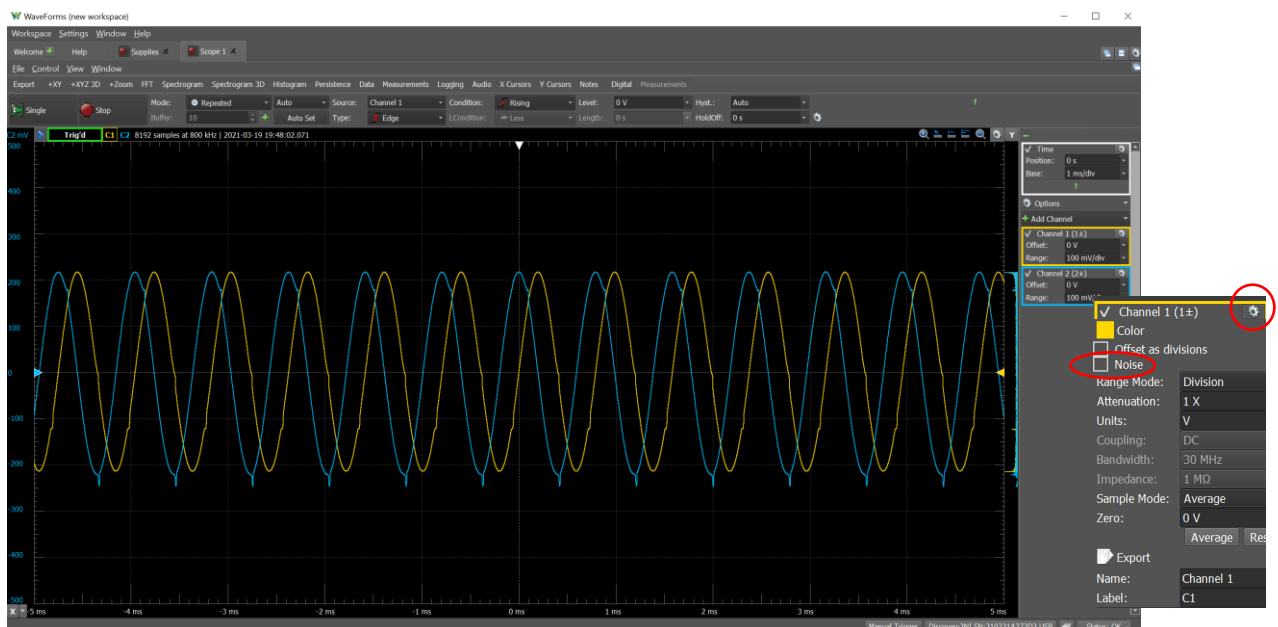 WaveForms (new workspace)
Workspace Settings Window Help
Welcome Help Supplies Scope 1
File Control View Window
Export +XY +XYZ 3D +Zoom FFT Spectrogram Spectrogram 3D Histogram Persistence Data Measurements Logging Audio X Cursors Y Cursors Notes Digital Measurements
Single Stop Mode: Repeated Auto Source: Channel 1 Condition: Rising Level: 0 V Hyst.: Auto
Buffer: 10 Auto Set Type: Edge LCondition: Less Length: 0 s HoldOff: 0 s
C2 mV Trig'd C1 C2 8192 samples at 800 kHz | 2021-03-19 19:48:02.071 Y
500
400
300
200
100
0
-100
-200
-300
-400
-500
X -5 ms -4 ms -3 ms -2 ms -1 ms 0 ms 1 ms 2 ms 3 ms 4 ms 5 ms
Time
Position: 0 s
Base: 1 ms/div
Options
Add Channel
Channel 1 (1±)
Offset: 0 V
Range: 100 mV/div
Channel 2 (2±)
Offset: 0 V
Range: 100 mV
Channel 1 (1±)
Color
Offset as divisions
Noise
Range Mode: Division
Attenuation: 1 X
Units: V
Coupling: DC
Bandwidth: 30 MHz
Impedance: 1 MΩ
Sample Mode: Average
Zero: 0 V
Average Res
Export
Name: Channel 1
Label: C1
Manual Trigger Status: OK